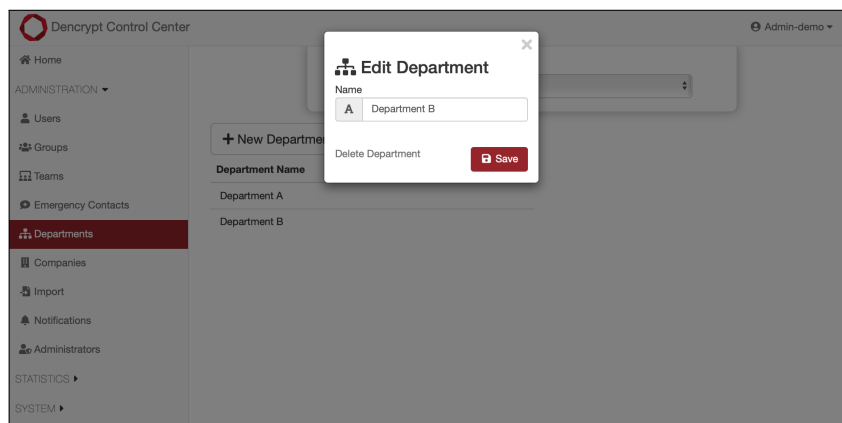 Dencrypt Control Center
Admin-demo
Home
ADMINISTRATION
Users
Groups
Teams
Emergency Contacts
Departments
Companies
Import
Notifications
Administrators
STATISTICS
SYSTEM
Edit Department
Name
A Department B
Delete Department
Save
+ New Departme
Department Name
Department A
Department B